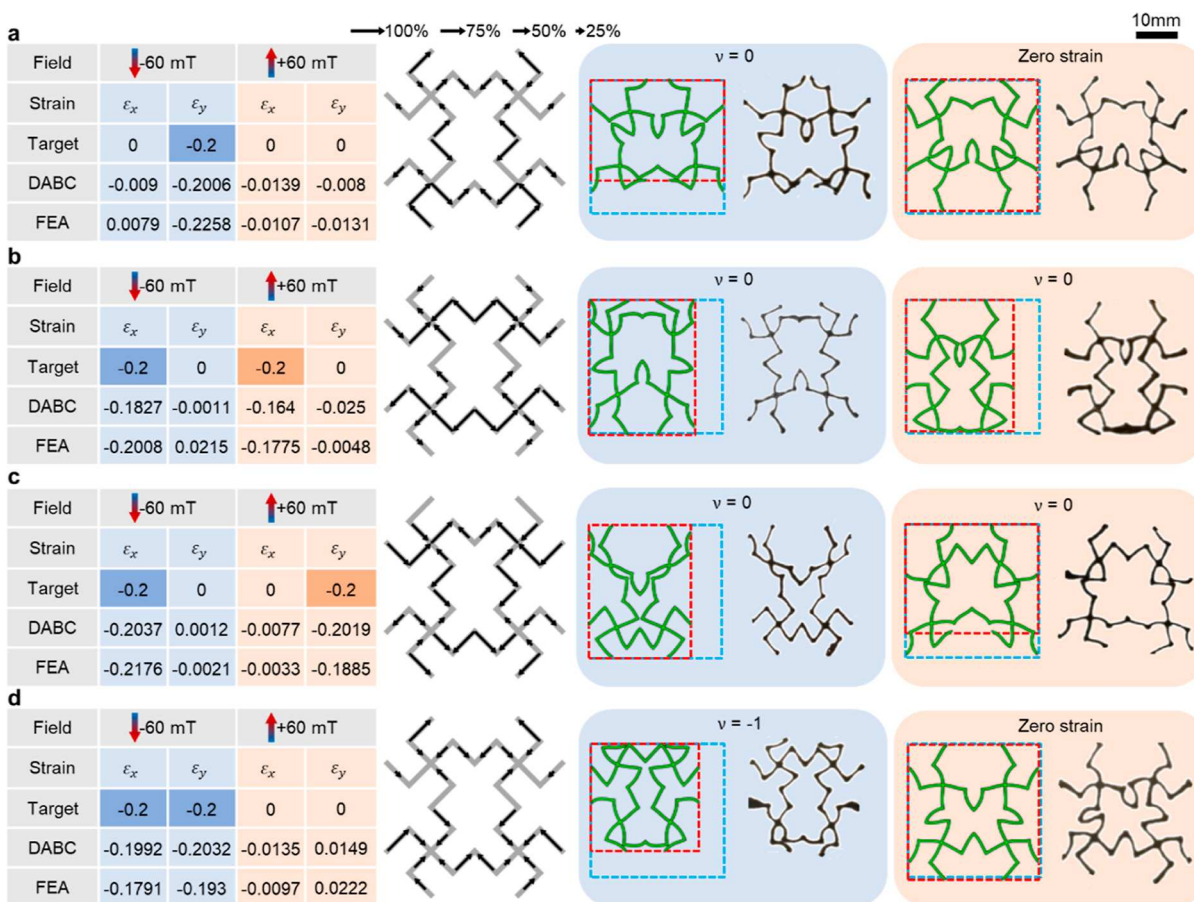 100% 75% 50% 25%
10mm
a
Field -60 mT +60 mT
Strain εx εy εx εy
Target 0 -0.2 0 0
DABC -0.009 -0.2006 -0.0139 -0.008
FEA 0.0079 -0.2258 -0.0107 -0.0131
ν = 0
Zero strain
b
Field -60 mT +60 mT
Strain εx εy εx εy
Target -0.2 0 -0.2 0
DABC -0.1827 -0.0011 -0.164 -0.025
FEA -0.2008 0.0215 -0.1775 -0.0048
ν = 0
ν = 0
c
Field -60 mT +60 mT
Strain εx εy εx εy
Target -0.2 0 0 -0.2
DABC -0.2037 0.0012 -0.0077 -0.2019
FEA -0.2176 -0.0021 -0.0033 -0.1885
ν = 0
ν = 0
d
Field -60 mT +60 mT
Strain εx εy εx εy
Target -0.2 -0.2 0 0
DABC -0.1992 -0.2032 -0.0135 0.0149
FEA -0.1791 -0.193 -0.0097 0.0222
ν = -1
Zero strain